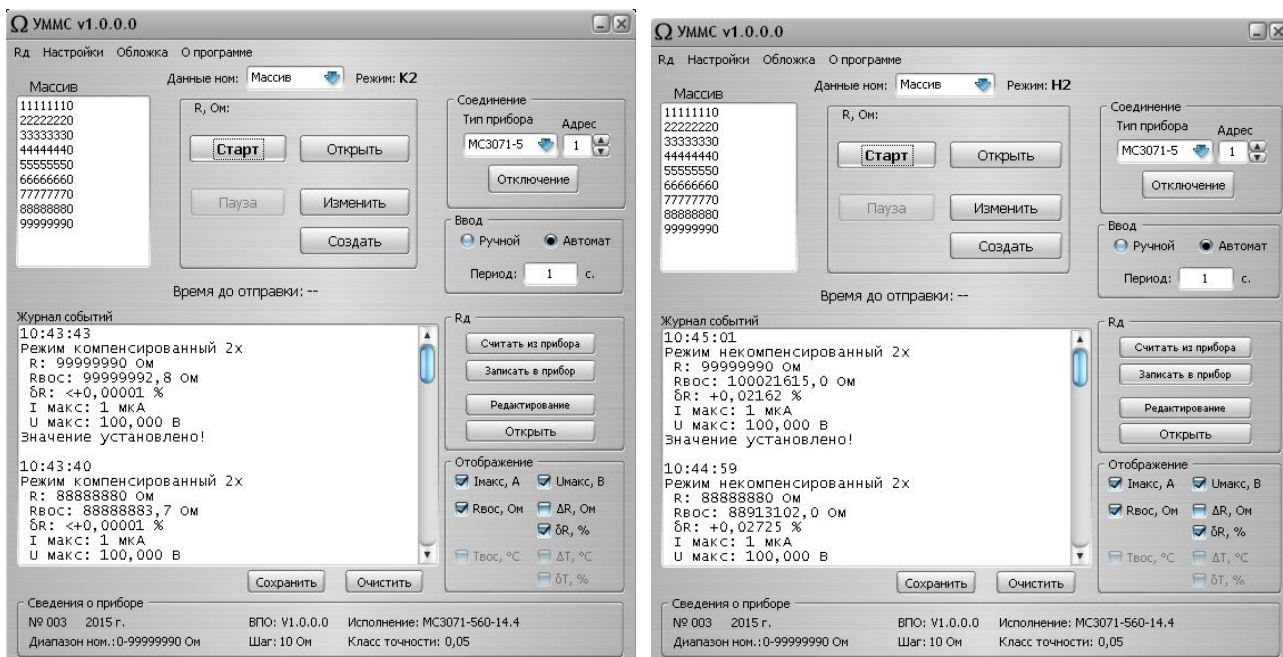 Ω УММС v1.0.0.0
Rд Настройки Обложка О программе
Данные ном: Массив Режим: K2
Массив
11111110
22222220
33333330
44444440
55555550
66666660
77777770
88888880
99999990
R, Ом:
Старт Открыть
Пауза Изменить
Создать
Соединение
Тип прибора Адрес
МС3071-5 1
Отключение
Ввод
Ручной Автомат
Период: 1 с.
Время до отправки: --
Журнал событий
10:43:43
Режим компенсированный 2х
R: 99999990 Ом
Rвос: 99999992,8 Ом
δR: <+0,00001 %
I макс: 1 мкА
U макс: 100,000 В
Значение установлено!
10:43:40
Режим компенсированный 2х
R: 88888880 Ом
Rвос: 88888883,7 Ом
δR: <+0,00001 %
I макс: 1 мкА
U макс: 100,000 В
Сохранить Очистить
Rд
Считать из прибора
Записать в прибор
Редактирование
Открыть
Отображение
Iмакс, А Uмакс, В
Rвос, Ом ΔR, Ом
δR, %
Tвос, °C ΔT, °C
δT, %
Сведения о приборе
№ 003 2015 г. ВПО: V1.0.0.0 Исполнение: МС3071-560-14.4
Диапазон ном.:0-99999990 Ом Шаг: 10 Ом Класс точности: 0,05
Ω УММС v1.0.0.0
Rд Настройки Обложка О программе
Данные ном: Массив Режим: H2
Массив
11111110
22222220
33333330
44444440
55555550
66666660
77777770
88888880
99999990
R, Ом:
Старт Открыть
Пауза Изменить
Создать
Соединение
Тип прибора Адрес
МС3071-5 1
Отключение
Ввод
Ручной Автомат
Период: 1 с.
Время до отправки: --
Журнал событий
10:45:01
Режим некомпенсированный 2х
R: 99999990 Ом
Rвос: 100021615,0 Ом
δR: +0,02162 %
I макс: 1 мкА
U макс: 100,000 В
Значение установлено!
10:44:59
Режим некомпенсированный 2х
R: 88888880 Ом
Rвос: 88913102,0 Ом
δR: +0,02725 %
I макс: 1 мкА
U макс: 100,000 В
Сохранить Очистить
Rд
Считать из прибора
Записать в прибор
Редактирование
Открыть
Отображение
Iмакс, А Uмакс, В
Rвос, Ом ΔR, Ом
δR, %
Tвос, °C ΔT, °C
δT, %
Сведения о приборе
№ 003 2015 г. ВПО: V1.0.0.0 Исполнение: МС3071-560-14.4
Диапазон ном.:0-99999990 Ом Шаг: 10 Ом Класс точности: 0,05